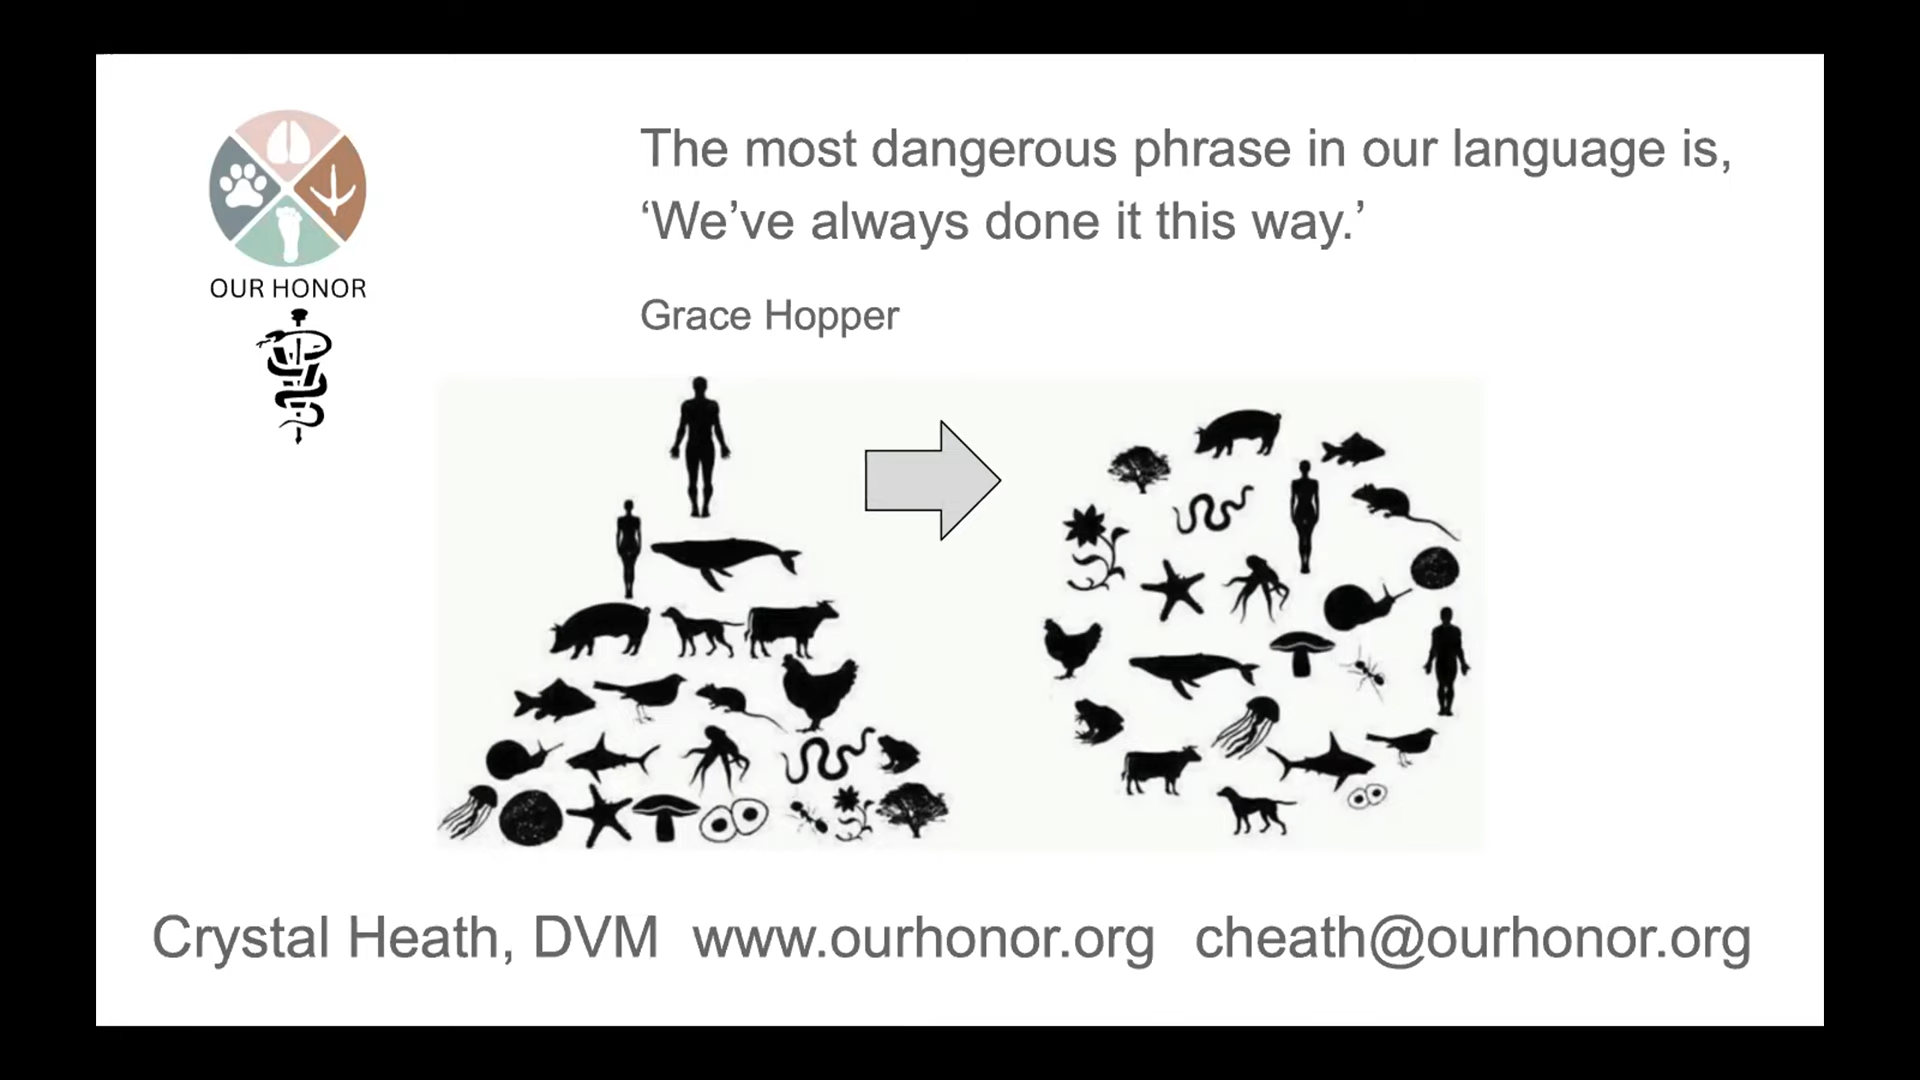 OUR HONOR
The most dangerous phrase in our language is,
‘We’ve always done it this way.’
Grace Hopper
Crystal Heath, DVM www.ourhonor.org cheath@ourhonor.org